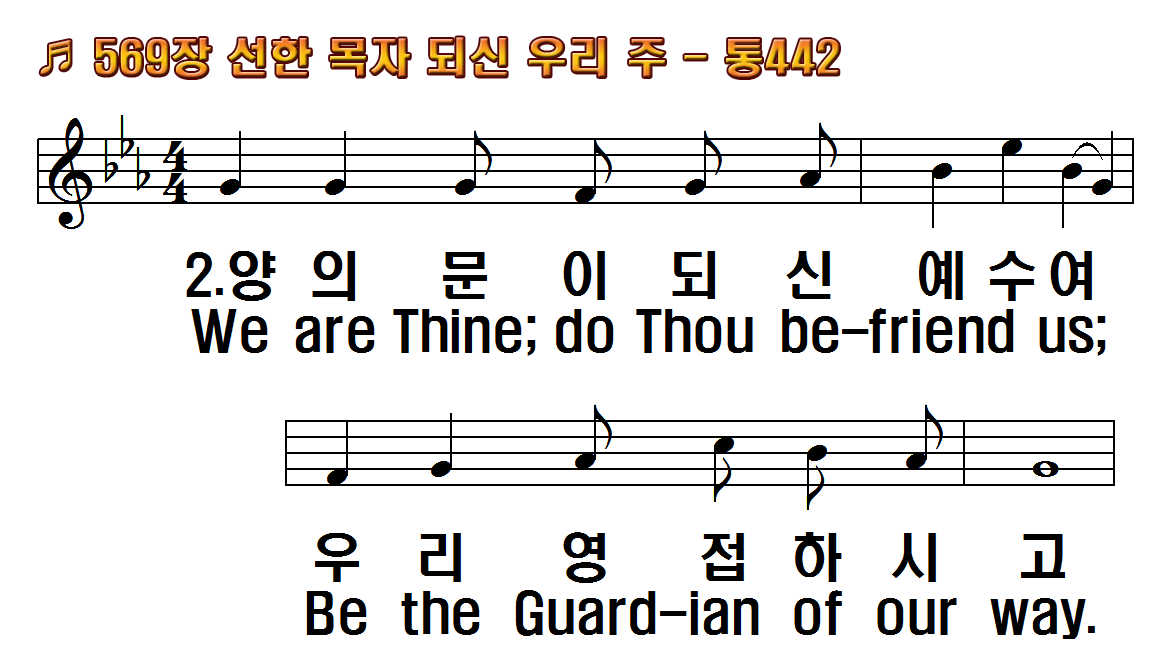 ♬ 569장 선한 목자 되신 우리 주 - 통442
2.양 의 문 이 되 신 예 수 여
We are Thine; do Thou be-friend us;
우 리 영 접 하 시 고
Be the Guard-ian of our way.